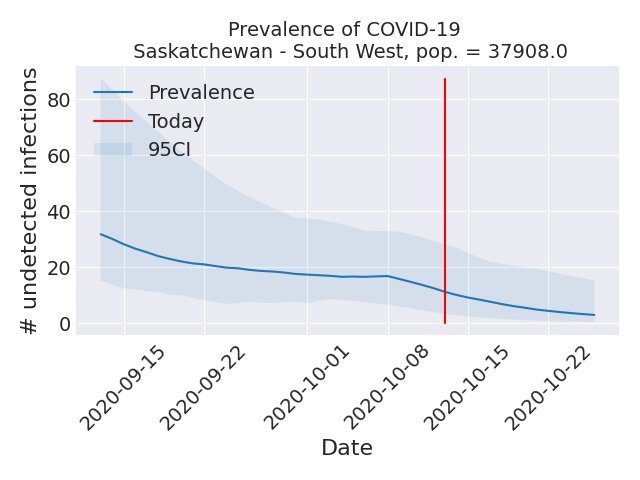 Prevalence of COVID-19
Saskatchewan - South West, pop. = 37908.0
# undetected infections
80
60
40
20
0
Prevalence
Today
95CI
2020-09-15
2020-09-22
2020-10-01
2020-10-08
2020-10-15
2020-10-22
Date